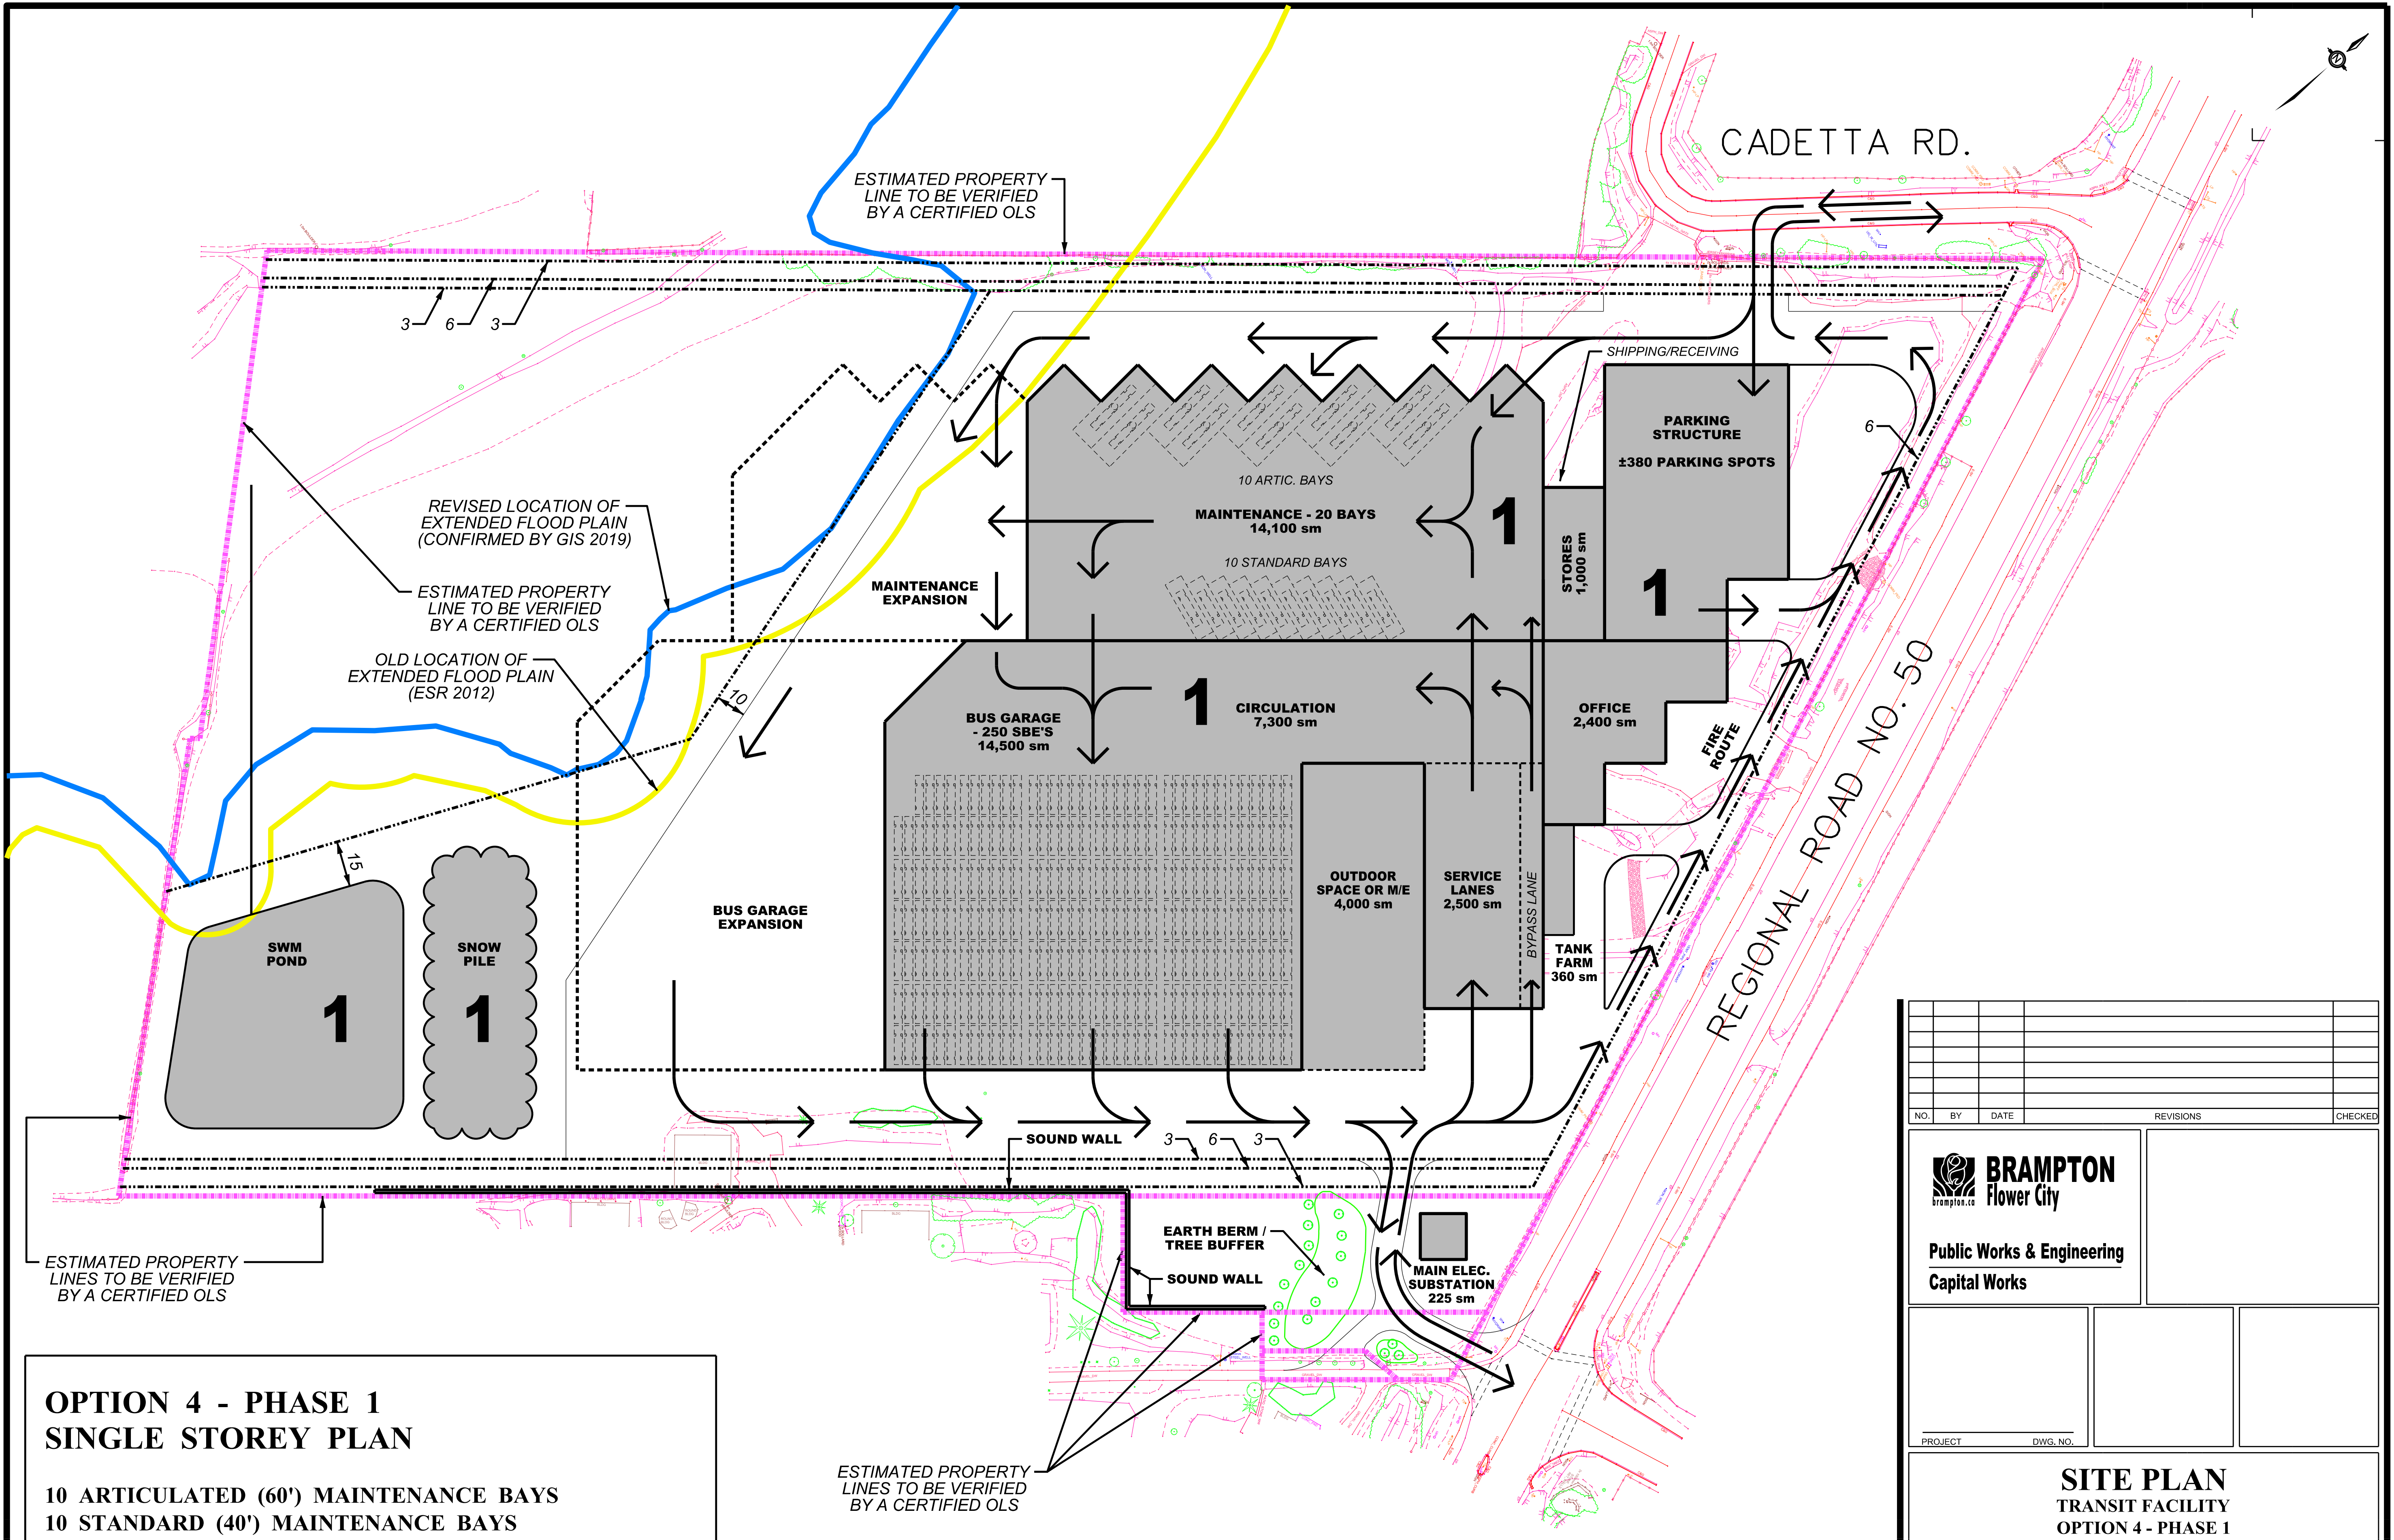 CADETTA RD.
ESTIMATED PROPERTY
LINE TO BE VERIFIED
BY A CERTIFIED OLS
N
3
6
3
SHIPPING/RECEIVING
PARKING
STRUCTURE
±380 PARKING SPOTS
6
10 ARTIC. BAYS
MAINTENANCE - 20 BAYS
14,100 sm
1
10 STANDARD BAYS
STORES
1,000 sm
1
REVISED LOCATION OF
EXTENDED FLOOD PLAIN
(CONFIRMED BY GIS 2019)
ESTIMATED PROPERTY
LINE TO BE VERIFIED
BY A CERTIFIED OLS
MAINTENANCE
EXPANSION
OLD LOCATION OF
EXTENDED FLOOD PLAIN
(ESR 2012)
10
BUS GARAGE
- 250 SBE'S
14,500 sm
1
CIRCULATION
7,300 sm
OFFICE
2,400 sm
FIRE
ROUTE
REGIONAL ROAD NO. 50
15
BUS GARAGE
EXPANSION
OUTDOOR
SPACE OR M/E
4,000 sm
SERVICE
LANES
2,500 sm
BYPASS LANE
TANK
FARM
360 sm
SWM
POND
1
SNOW
PILE
1
SOUND WALL
3
6
3
EARTH BERM /
TREE BUFFER
SOUND WALL
MAIN ELEC.
SUBSTATION
225 sm
ESTIMATED PROPERTY
LINES TO BE VERIFIED
BY A CERTIFIED OLS
ESTIMATED PROPERTY
LINES TO BE VERIFIED
BY A CERTIFIED OLS
OPTION 4 - PHASE 1
SINGLE STOREY PLAN
10 ARTICULATED (60') MAINTENANCE BAYS
10 STANDARD (40') MAINTENANCE BAYS
NO. BY DATE REVISIONS CHECKED
BRAMPTON
Flower City
brampton.ca
Public Works & Engineering
Capital Works
PROJECT DWG. NO.
SITE PLAN
TRANSIT FACILITY
OPTION 4 - PHASE 1